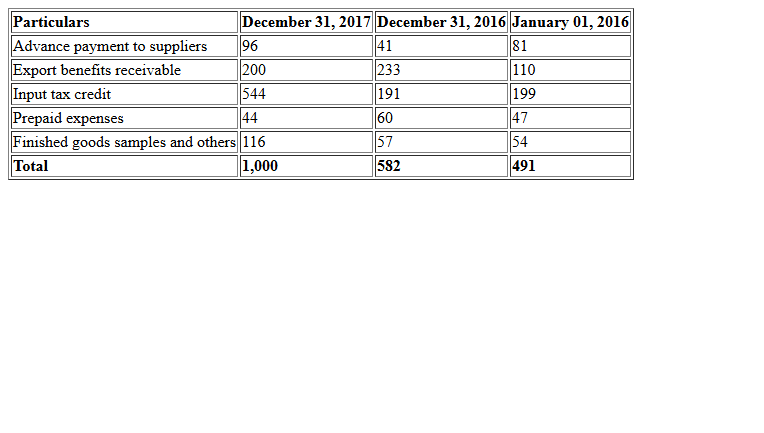 Particulars December 31, 2017 December 31, 2016 January 01, 2016
Advance payment to suppliers 96 41 81
Export benefits receivable 200 233 110
Input tax credit 544 191 199
Prepaid expenses 44 60 47
Finished goods samples and others 116 57 54
Total 1,000 582 491